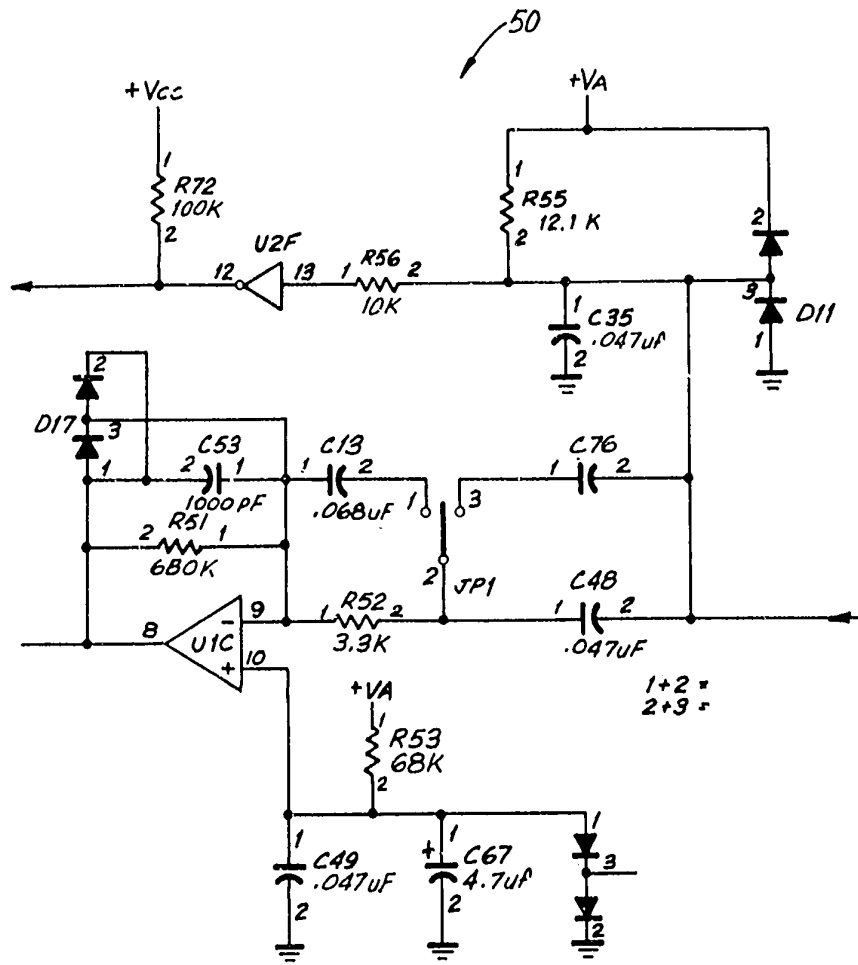 50
+Vcc
+VA
1
R72
100K
2
1
R55
12.1K
2
2
U2F
12
13
R56
1
2
10K
3
D11
1
1
C35
.047uF
2
2
D17
3
1
C53
2
1
1000pF
C13
1
2
.068uF
C76
1
2
1
3
2
JP1
R51
2
1
680K
R52
1
2
3.3K
C48
1
2
.047uF
8
U1C
9
-
10
+
1+2 =
2+3 =
+VA
1
R53
68K
2
1
C49
.047uF
2
+
1
C67
4.7uF
2
1
3
2